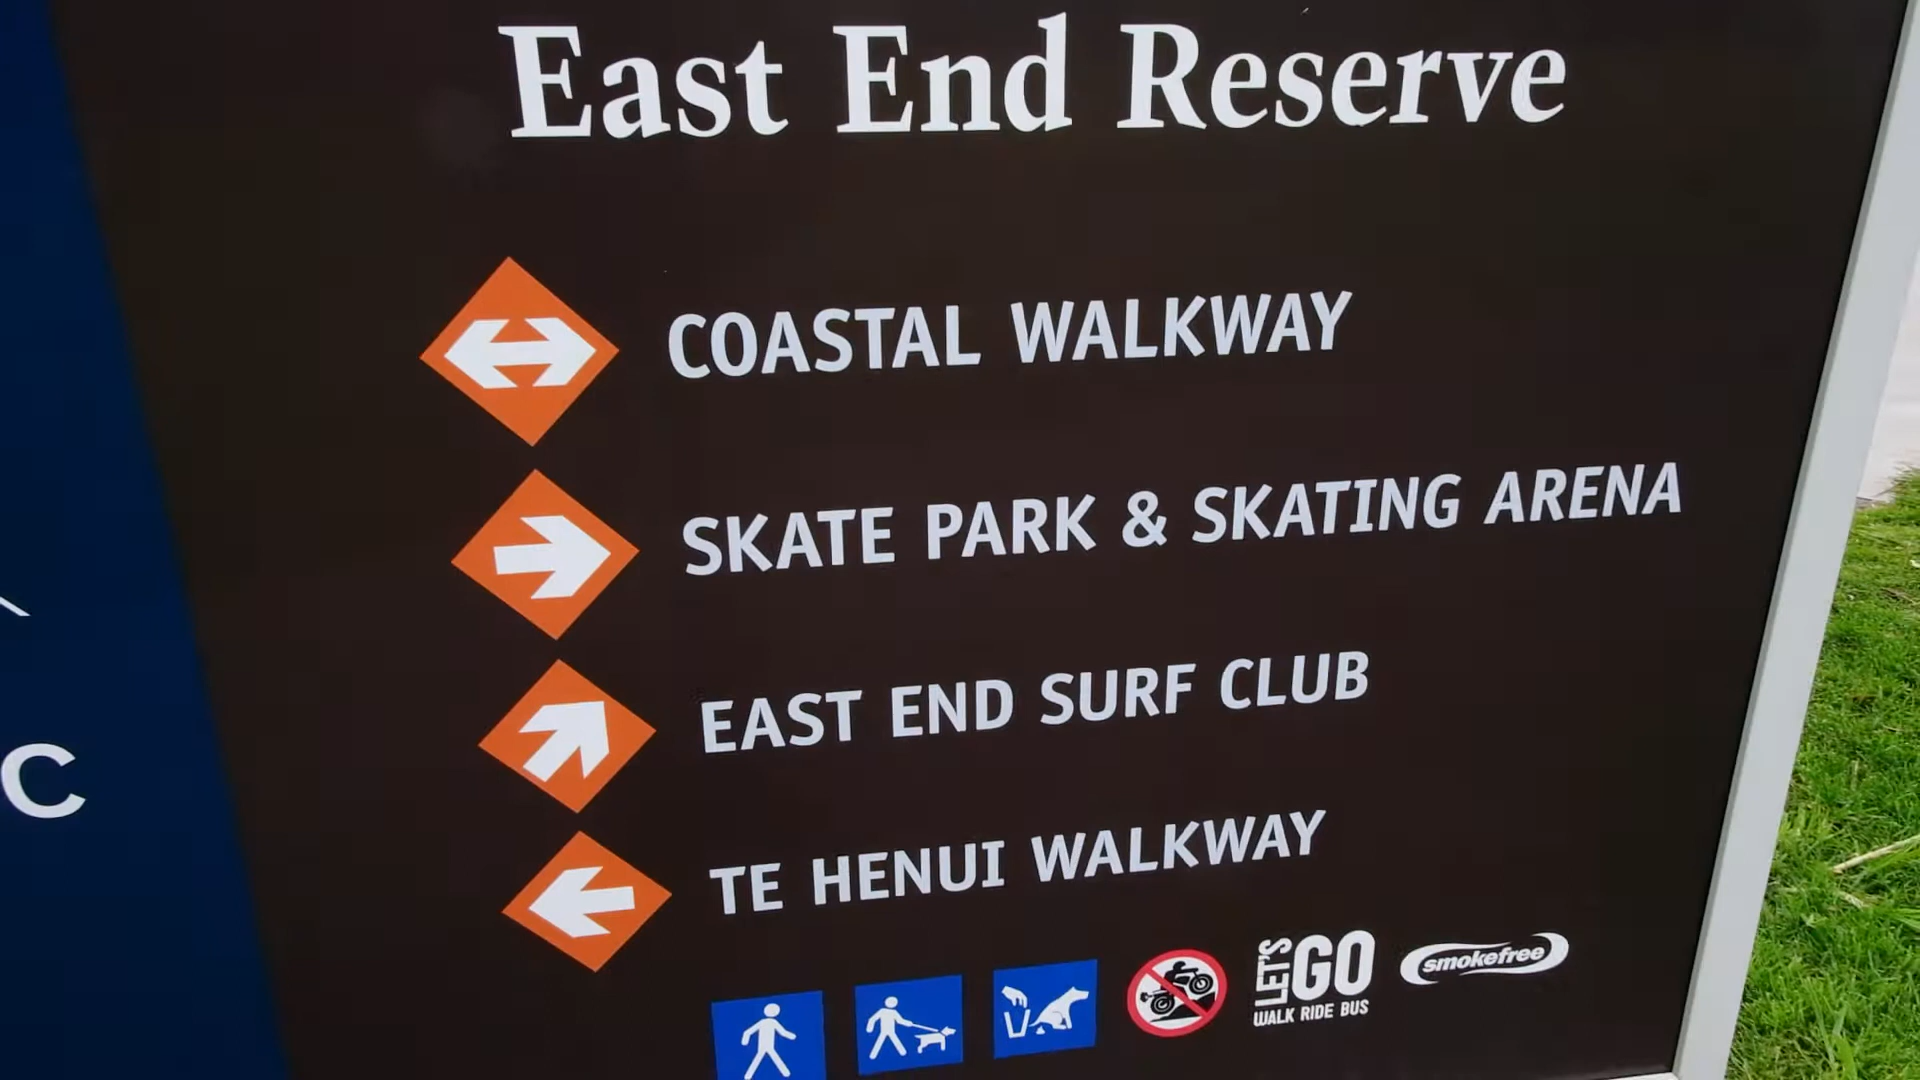 East End Reserve
COASTAL WALKWAY
SKATE PARK & SKATING ARENA
EAST END SURF CLUB
TE HENUI WALKWAY
LET'S GO
WALK RIDE BUS
smokefree
C